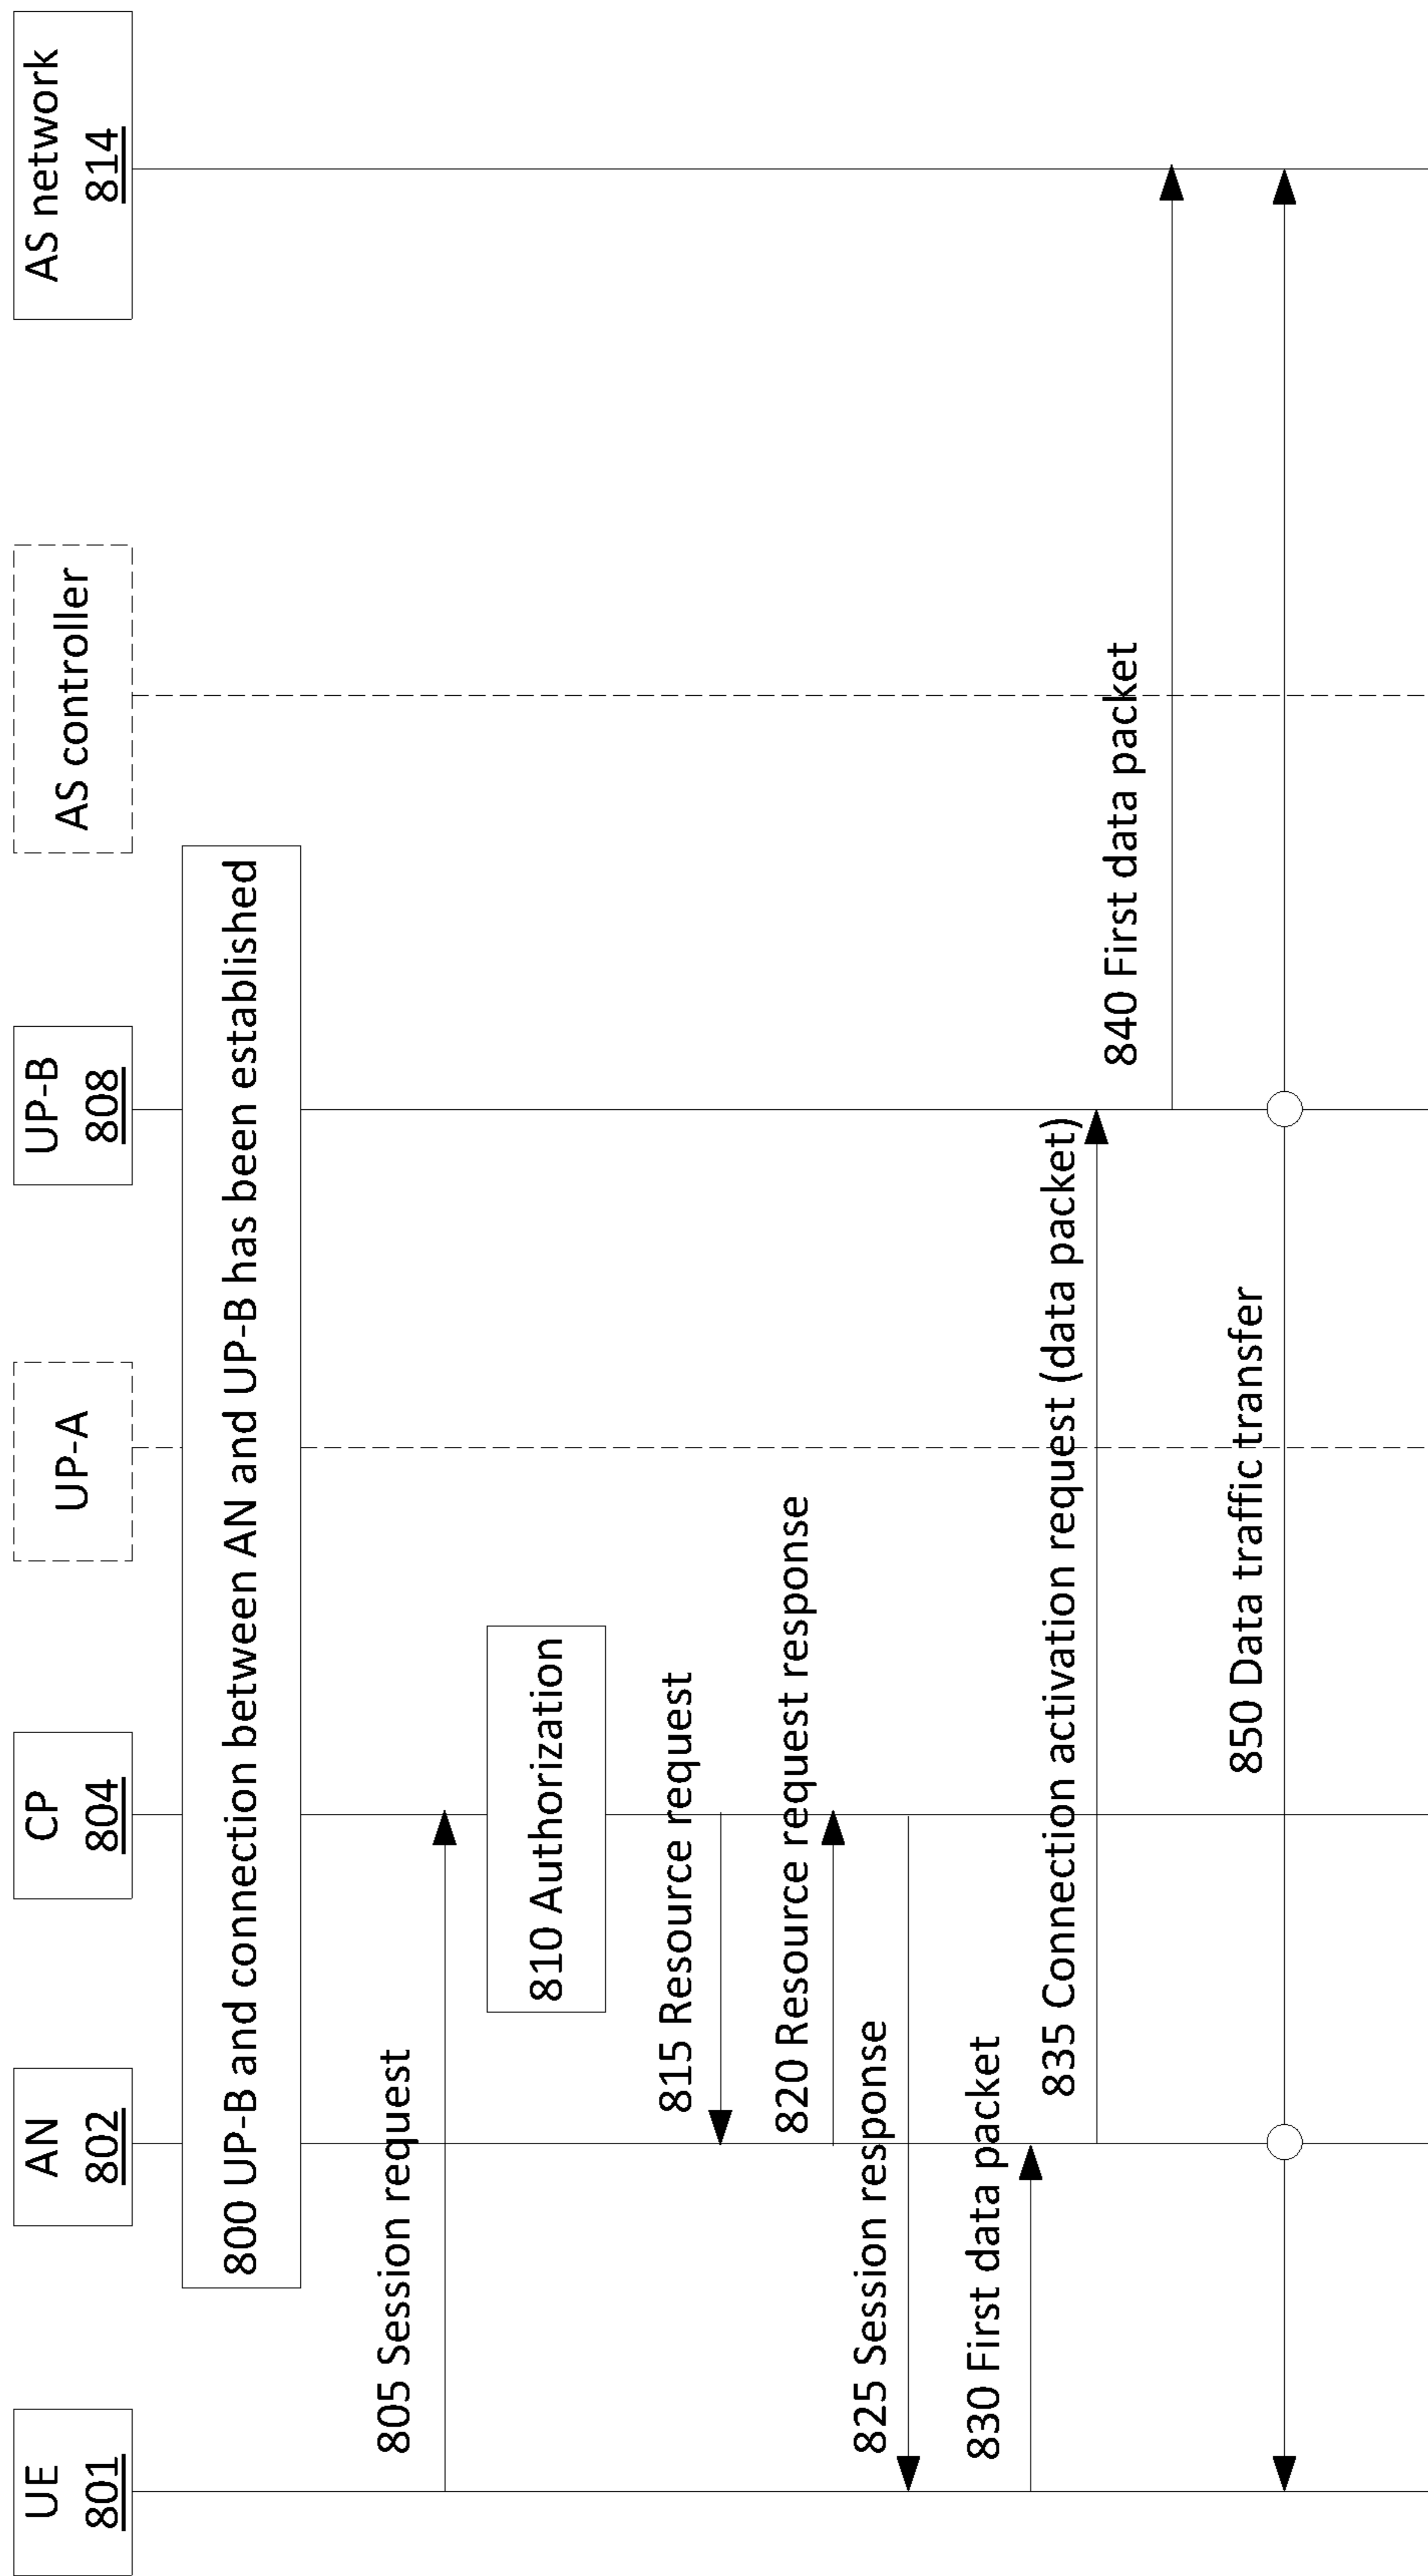 UE
801
AN
802
CP
804
UP-A
UP-B
808
AS controller
AS network
814
800 UP-B and connection between AN and UP-B has been established
805 Session request
810 Authorization
815 Resource request
820 Resource request response
825 Session response
830 First data packet
835 Connection activation request (data packet)
840 First data packet
850 Data traffic transfer